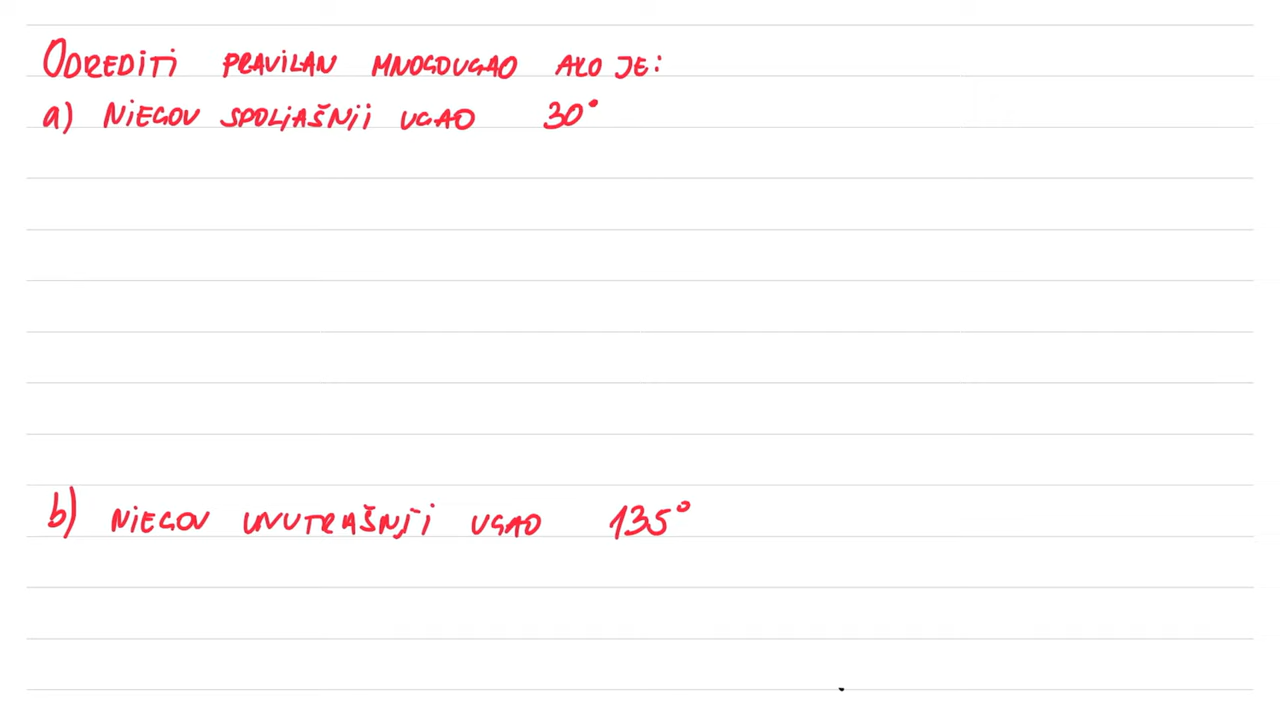 ODREDITI PRAVILAN MNOGOUGAO AKO JE:
a) NJEGOV SPOLJAŠNJI UGAO 30°
b) NJEGOV UNUTRAŠNJI UGAO 135°